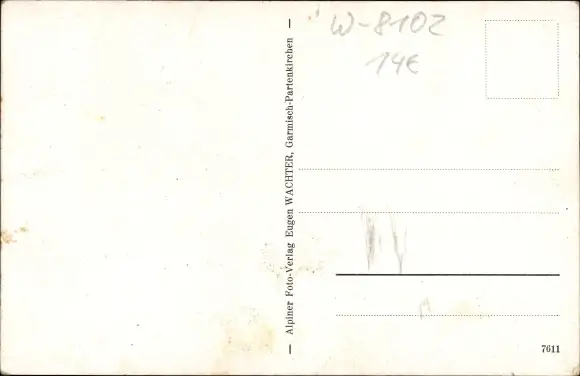 W-8102
14€
— Alpiner Foto-Verlag Eugen WACHTER, Garmisch-Partenkirchen —
7611